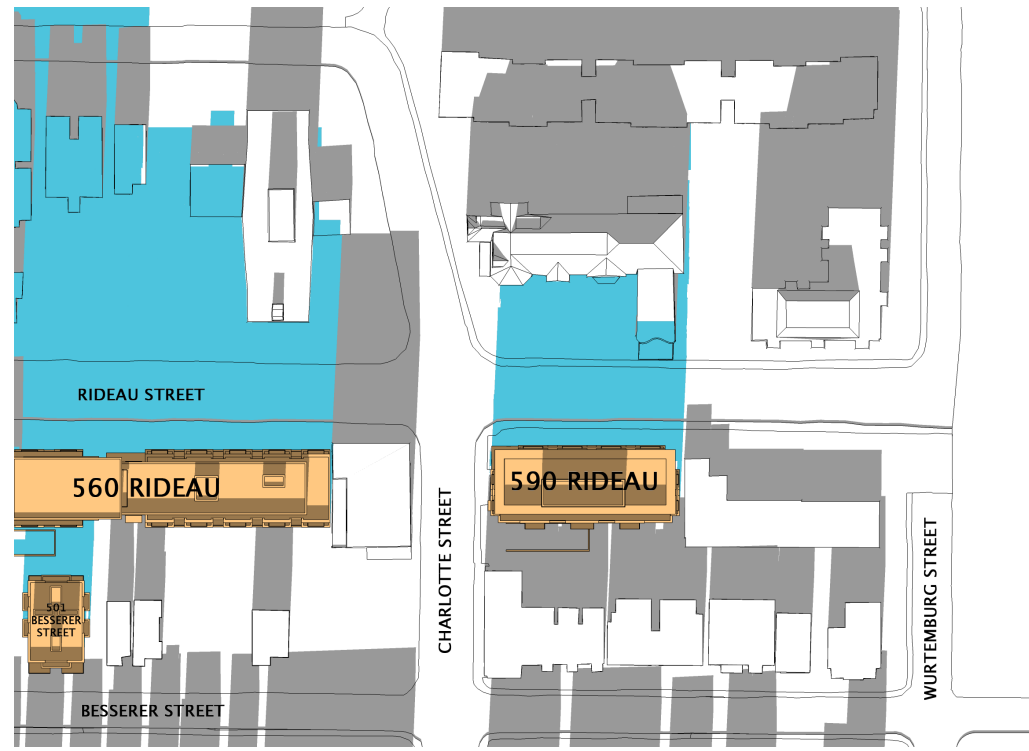 RIDEAU STREET
560 RIDEAU
590 RIDEAU
CHARLOTTE STREET
WURTEMBURG STREET
501
BESSERER
STREET
BESSERER STREET